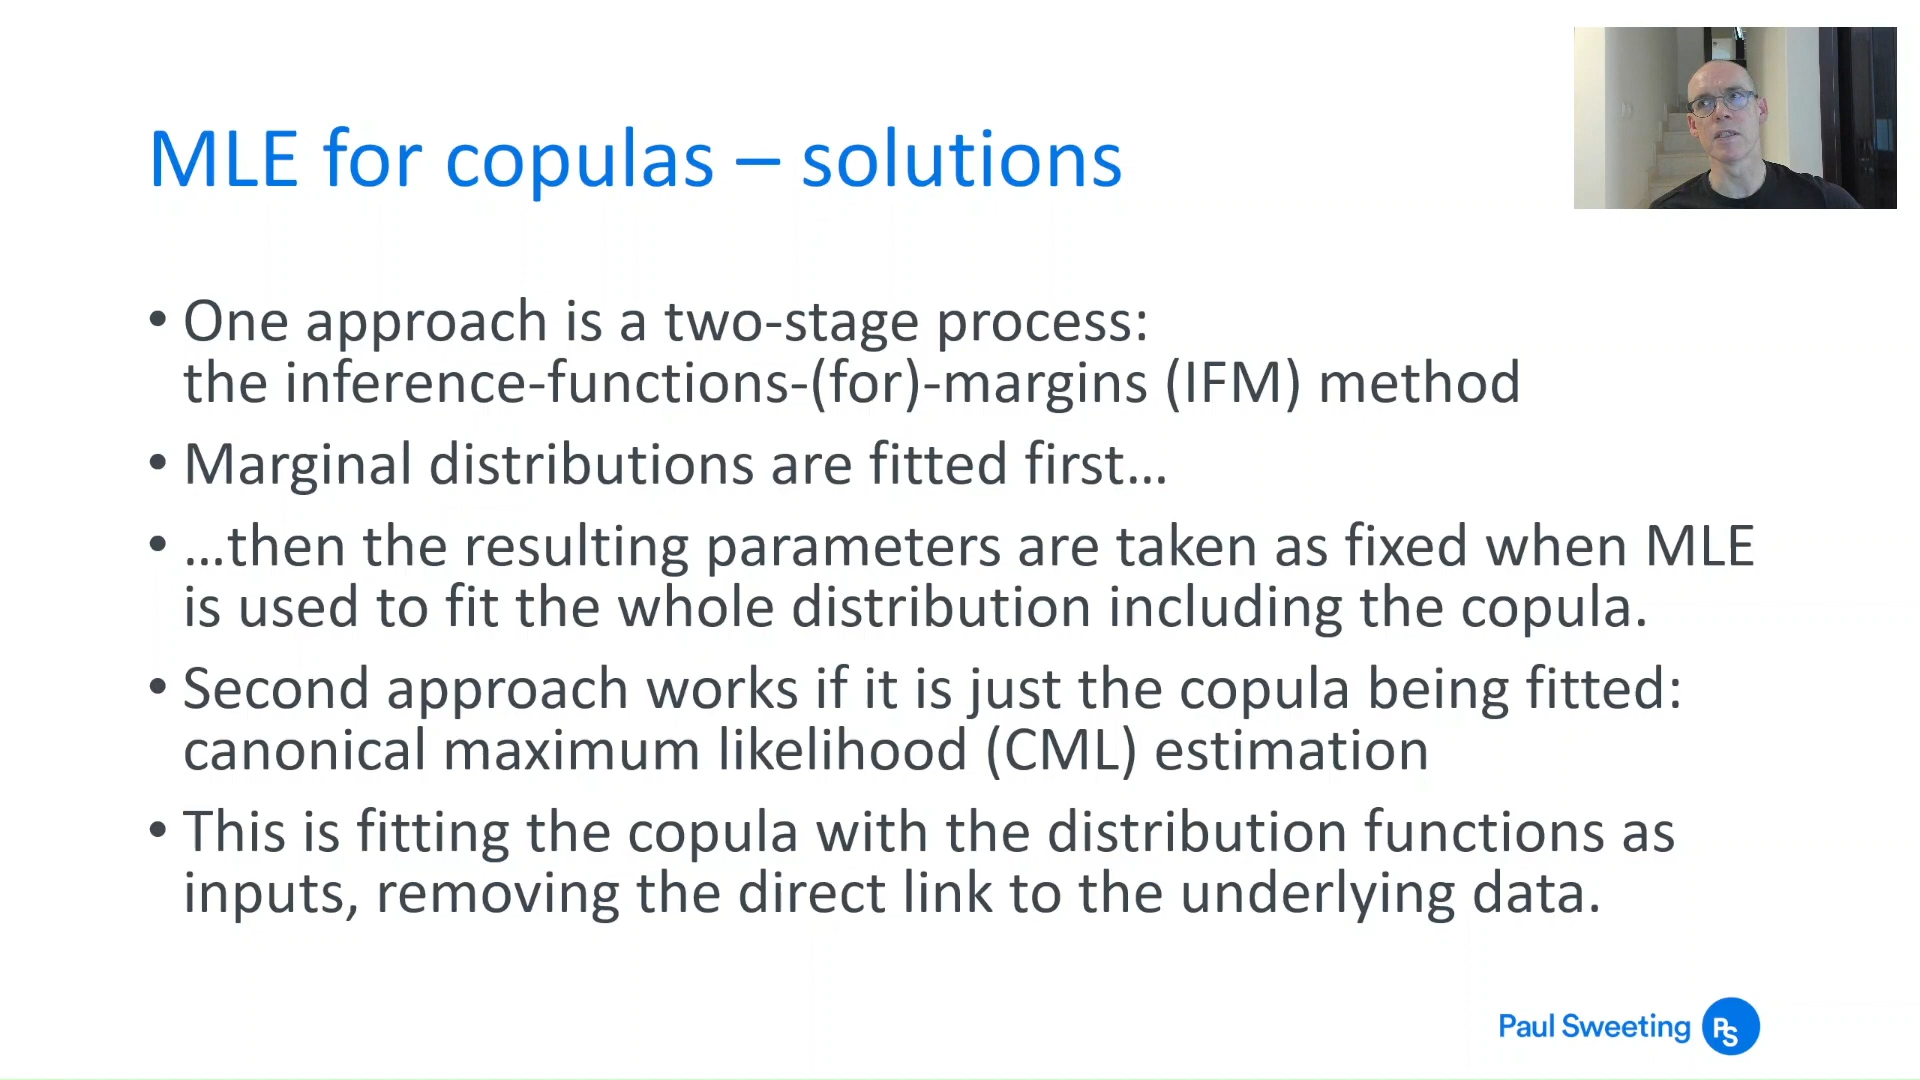 MLE for copulas – solutions
• One approach is a two-stage process:
the inference-functions-(for)-margins (IFM) method
• Marginal distributions are fitted first…
• …then the resulting parameters are taken as fixed when MLE
is used to fit the whole distribution including the copula.
• Second approach works if it is just the copula being fitted:
canonical maximum likelihood (CML) estimation
• This is fitting the copula with the distribution functions as
inputs, removing the direct link to the underlying data.
Paul Sweeting PS